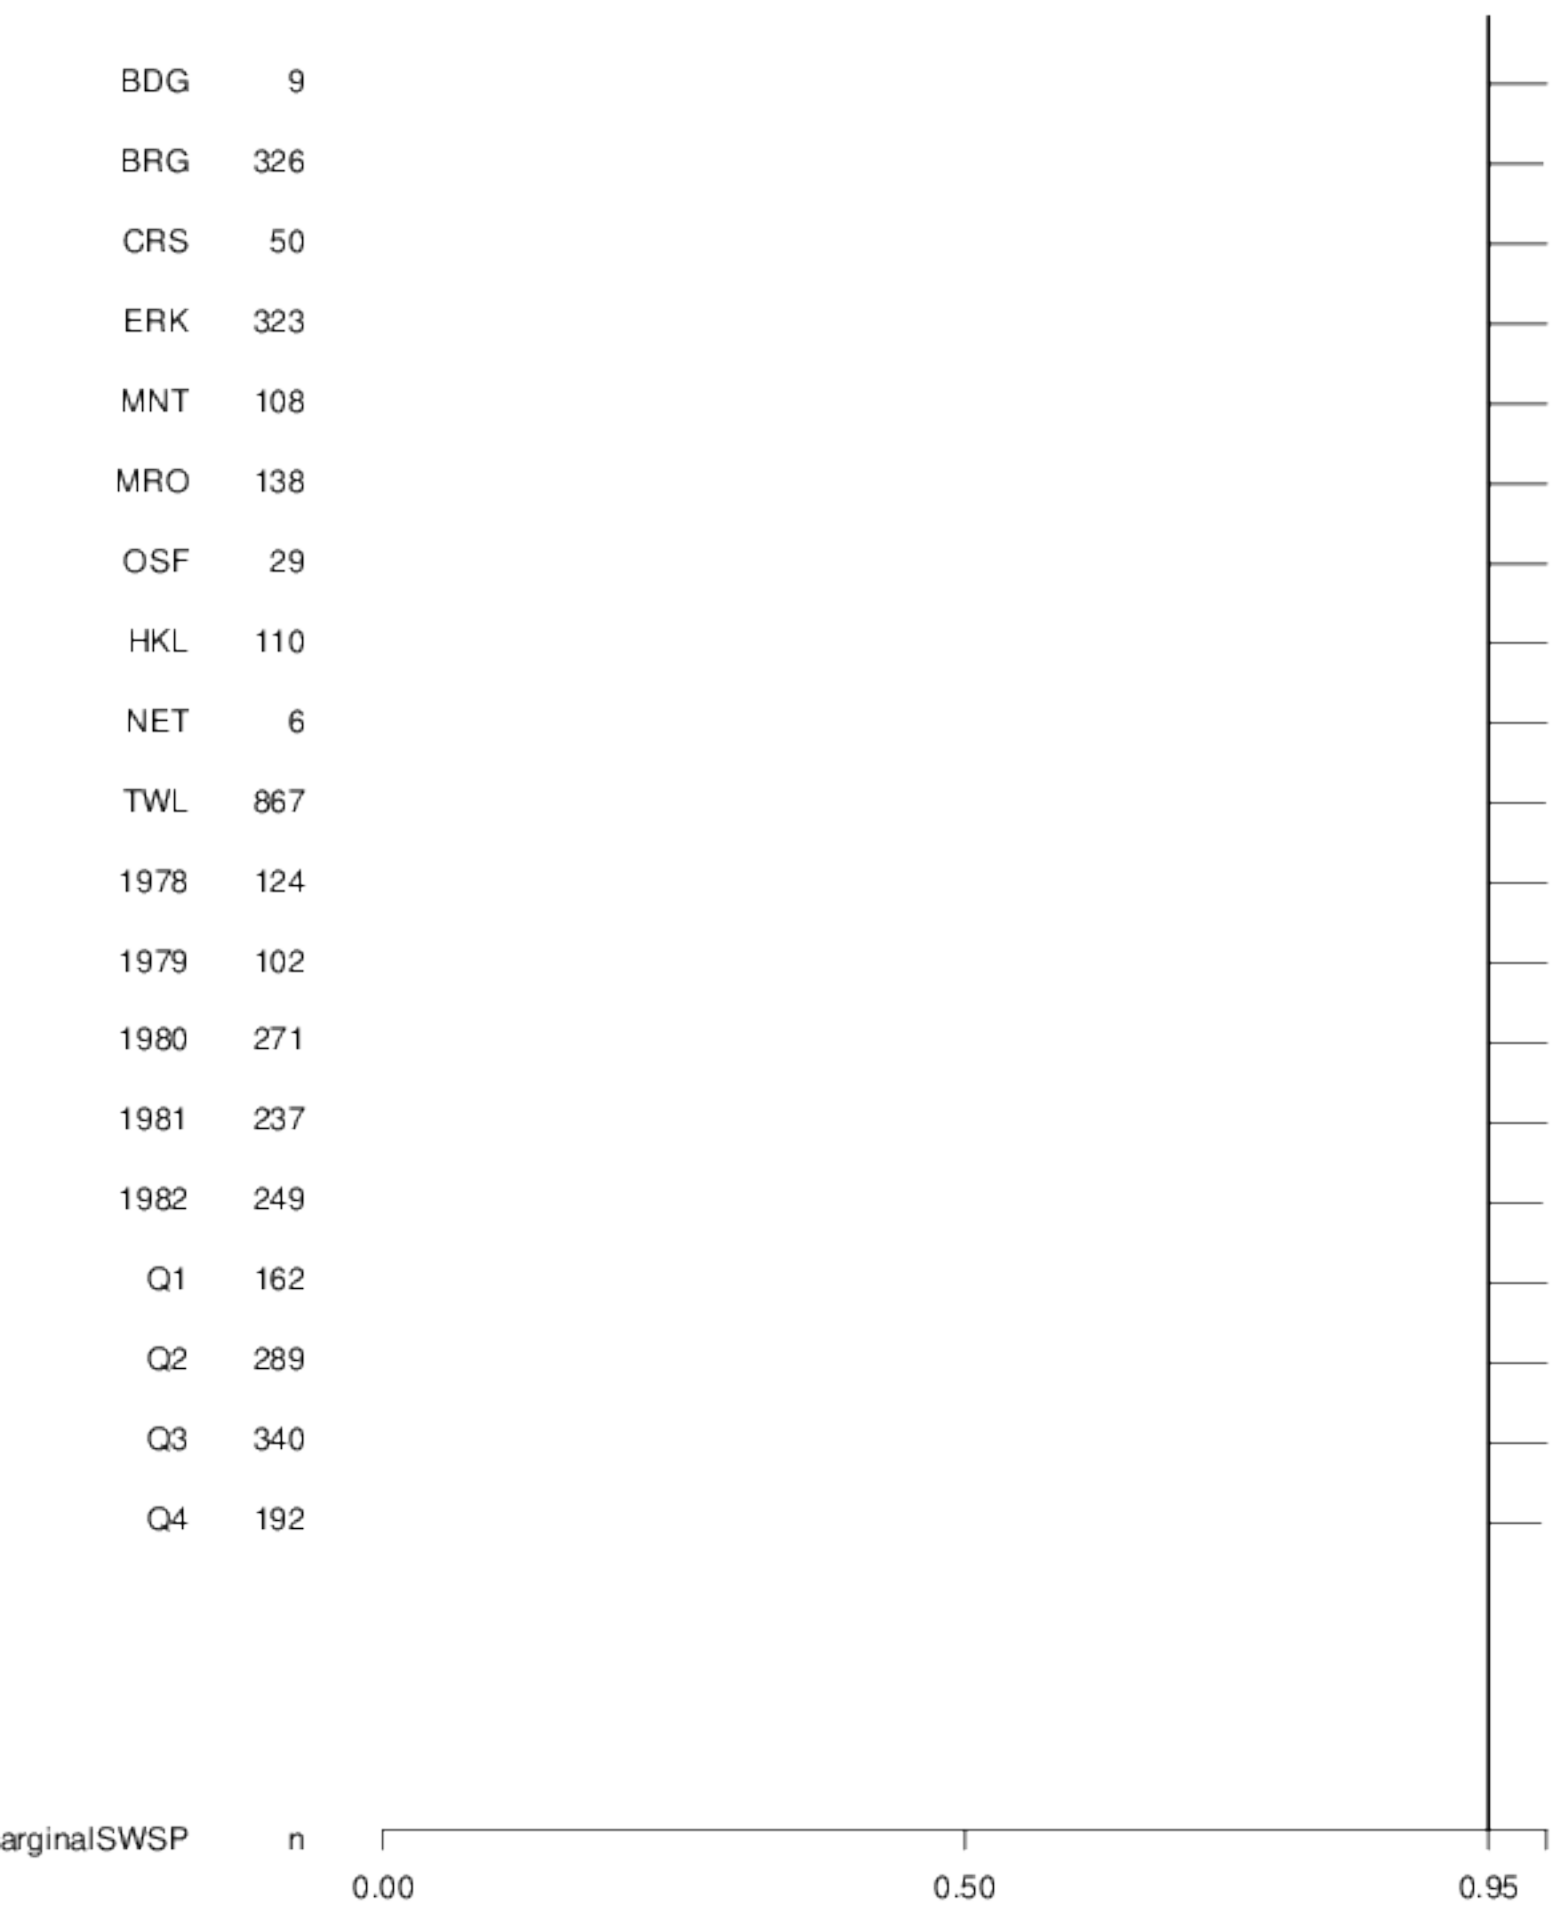 BDG 9
BRG 326
CRS 50
ERK 323
MNT 108
MRO 138
OSF 29
HKL 110
NET 6
TWL 867
1978 124
1979 102
1980 271
1981 237
1982 249
Q1 162
Q2 289
Q3 340
Q4 192
arginalSWSP n
0.00 0.50 0.95